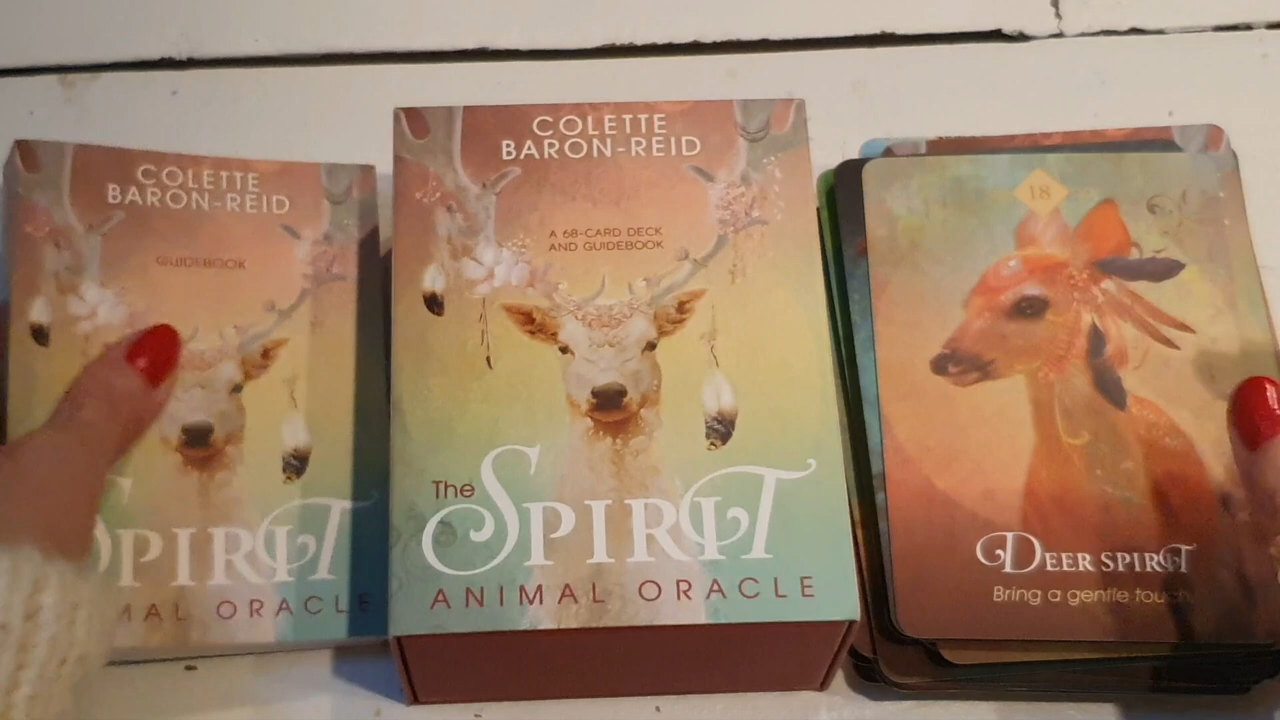 COLETTE
BARON-REID
GUIDEBOOK
SPIRIT
MAL ORACLE
COLETTE
BARON-REID
A 68-CARD DECK
AND GUIDEBOOK
The
SPIRIT
ANIMAL ORACLE
18
DEER SPIRIT
Bring a gentle touch.